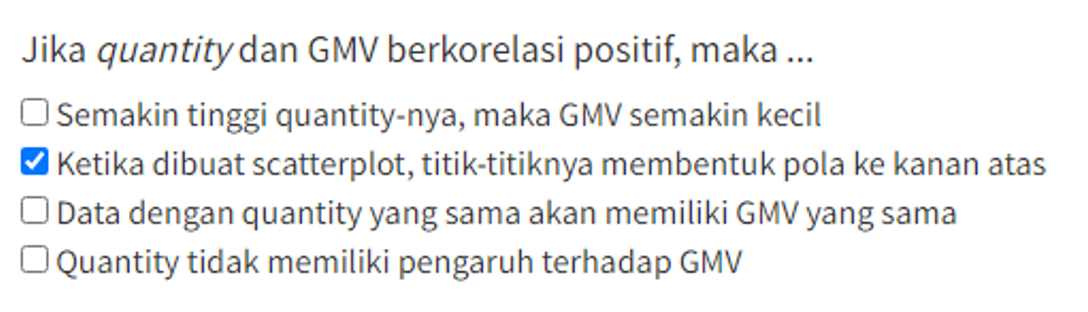 Jika quantity dan GMV berkorelasi positif, maka ...
Semakin tinggi quantity-nya, maka GMV semakin kecil
Ketika dibuat scatterplot, titik-titiknya membentuk pola ke kanan atas
Data dengan quantity yang sama akan memiliki GMV yang sama
Quantity tidak memiliki pengaruh terhadap GMV